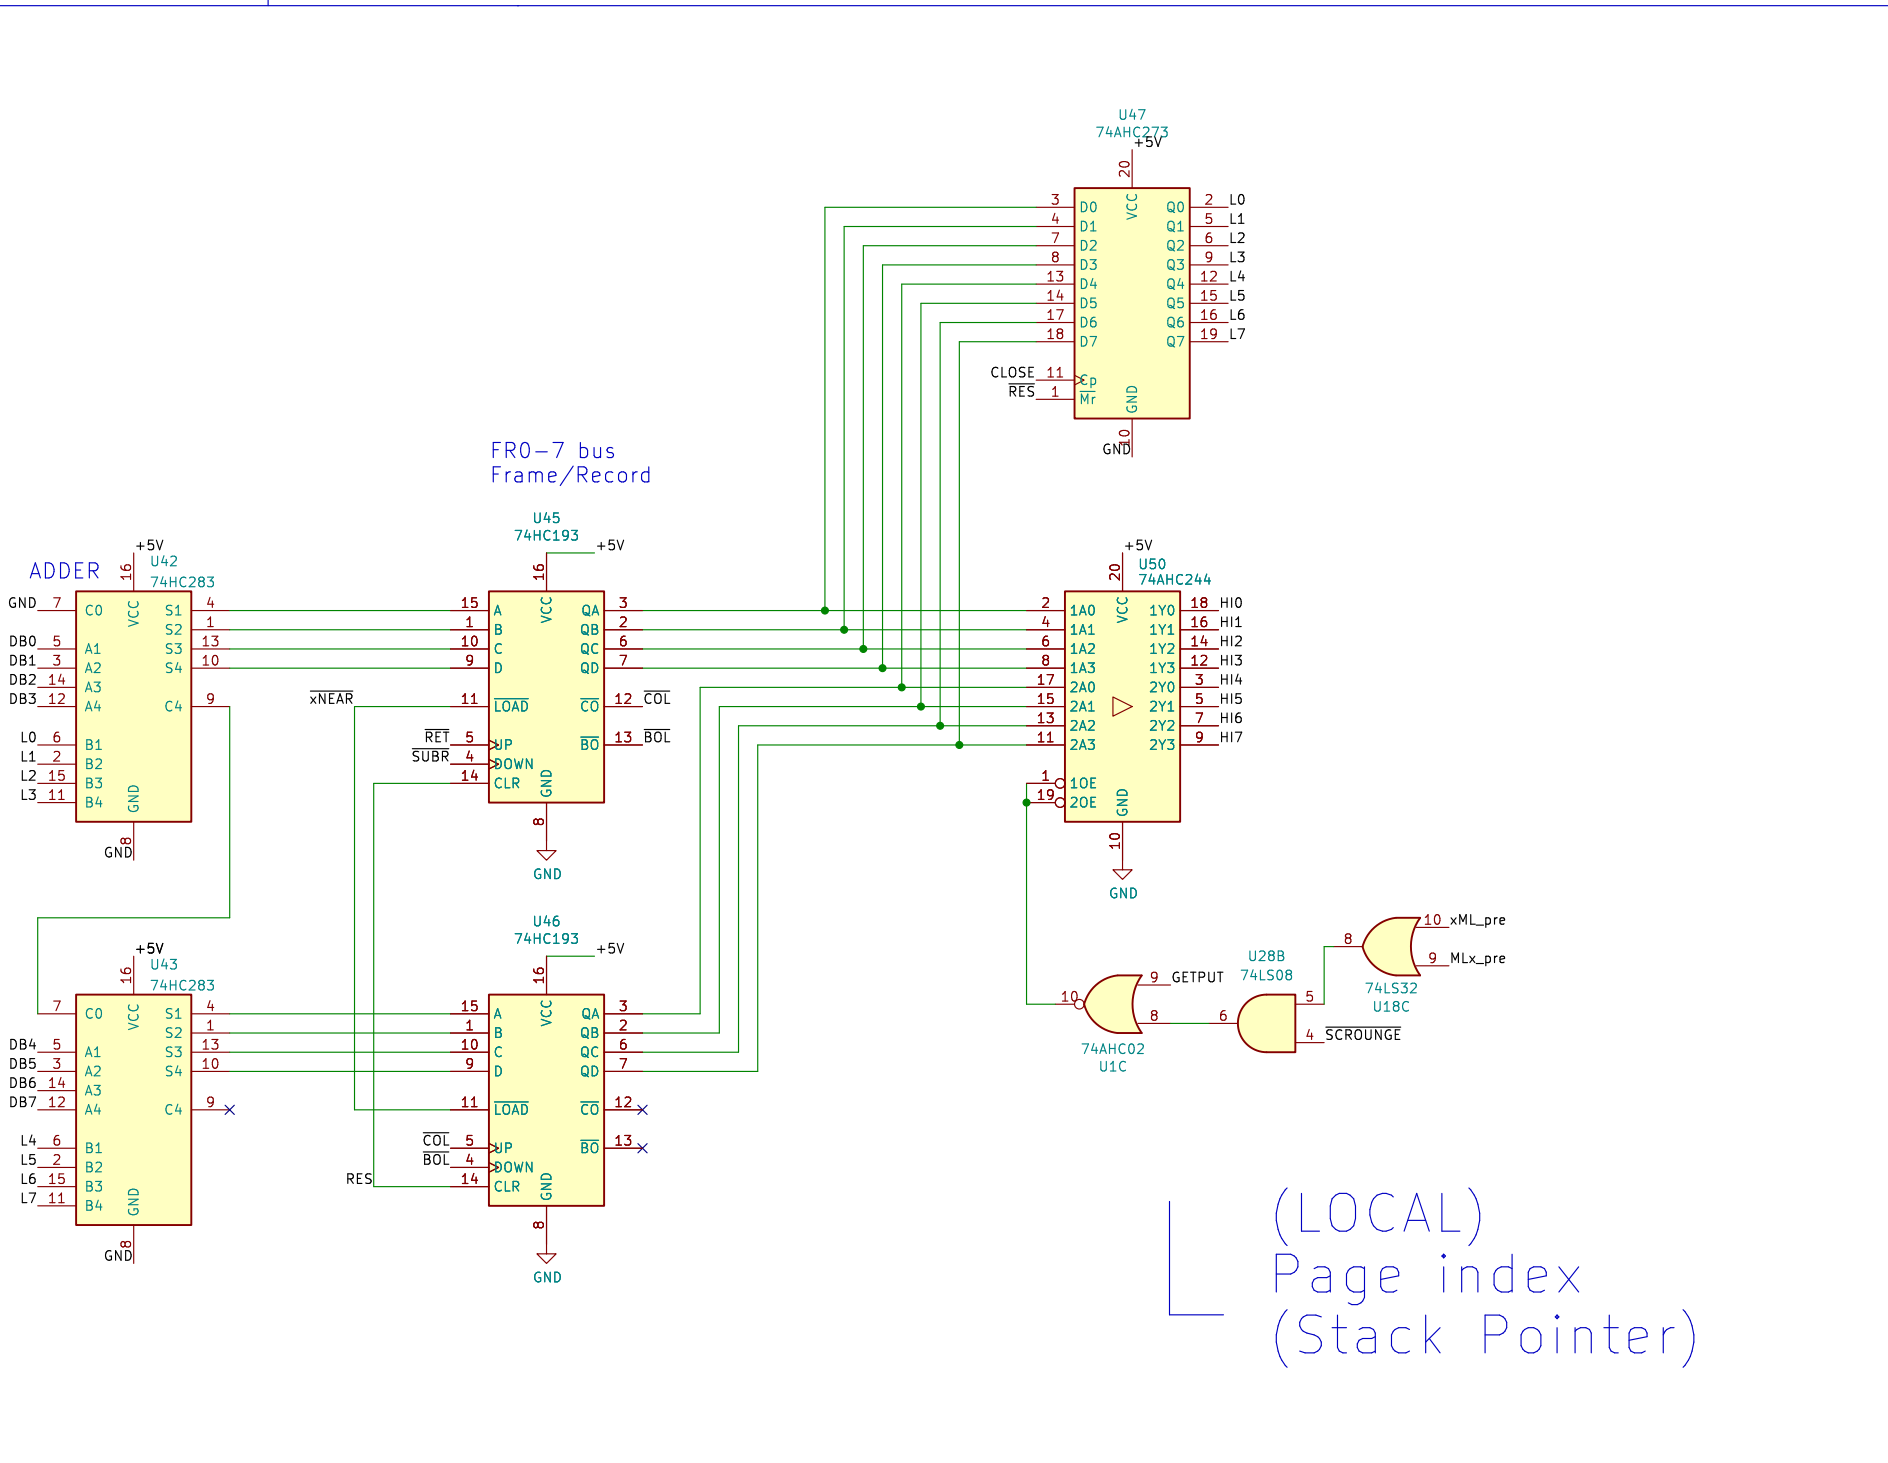 U47
74AHC273
+5V
20
VCC
3 D0 Q0 2 L0
4 D1 Q1 5 L1
7 D2 Q2 6 L2
8 D3 Q3 9 L3
13 D4 Q4 12 L4
14 D5 Q5 15 L5
17 D6 Q6 16 L6
18 D7 Q7 19 L7
CLOSE 11 Cp
RES 1 Mr
GND
10
GND
FR0-7 bus
Frame/Record
ADDER
+5V
16
U42
74HC283
VCC
GND 7 C0 S1 4
S2 1
DB0 5 A1 S3 13
DB1 3 A2 S4 10
DB2 14 A3
DB3 12 A4 C4 9
L0 6 B1
L1 2 B2
L2 15 B3
L3 11 B4
GND
8
GND
U45
74HC193
+5V
16
VCC
15 A QA 3
1 B QB 2
10 C QC 6
9 D QD 7
xNEAR 11 LOAD CO 12 COL
RET 5 UP BO 13 BOL
SUBR 4 DOWN
14 CLR
GND
8
GND
+5V
20
U50
74AHC244
VCC
2 1A0 1Y0 18 HI0
4 1A1 1Y1 16 HI1
6 1A2 1Y2 14 HI2
8 1A3 1Y3 12 HI3
17 2A0 2Y0 3 HI4
15 2A1 2Y1 5 HI5
13 2A2 2Y2 7 HI6
11 2A3 2Y3 9 HI7
1 1OE
19 2OE
GND
10
GND
+5V
16
U43
74HC283
VCC
7 C0 S1 4
S2 1
DB4 5 A1 S3 13
DB5 3 A2 S4 10
DB6 14 A3
DB7 12 A4 C4 9
L4 6 B1
L5 2 B2
L6 15 B3
L7 11 B4
GND
8
GND
U46
74HC193
+5V
16
VCC
15 A QA 3
1 B QB 2
10 C QC 6
9 D QD 7
11 LOAD CO 12
COL 5 UP BO 13
BOL 4 DOWN
RES 14 CLR
GND
8
GND
10 xML_pre
8
9 MLx_pre
74LS32
U18C
U28B
74LS08
5
6
4 SCROUNGE
9 GETPUT
10
8
74AHC02
U1C
(LOCAL)
Page index
(Stack Pointer)